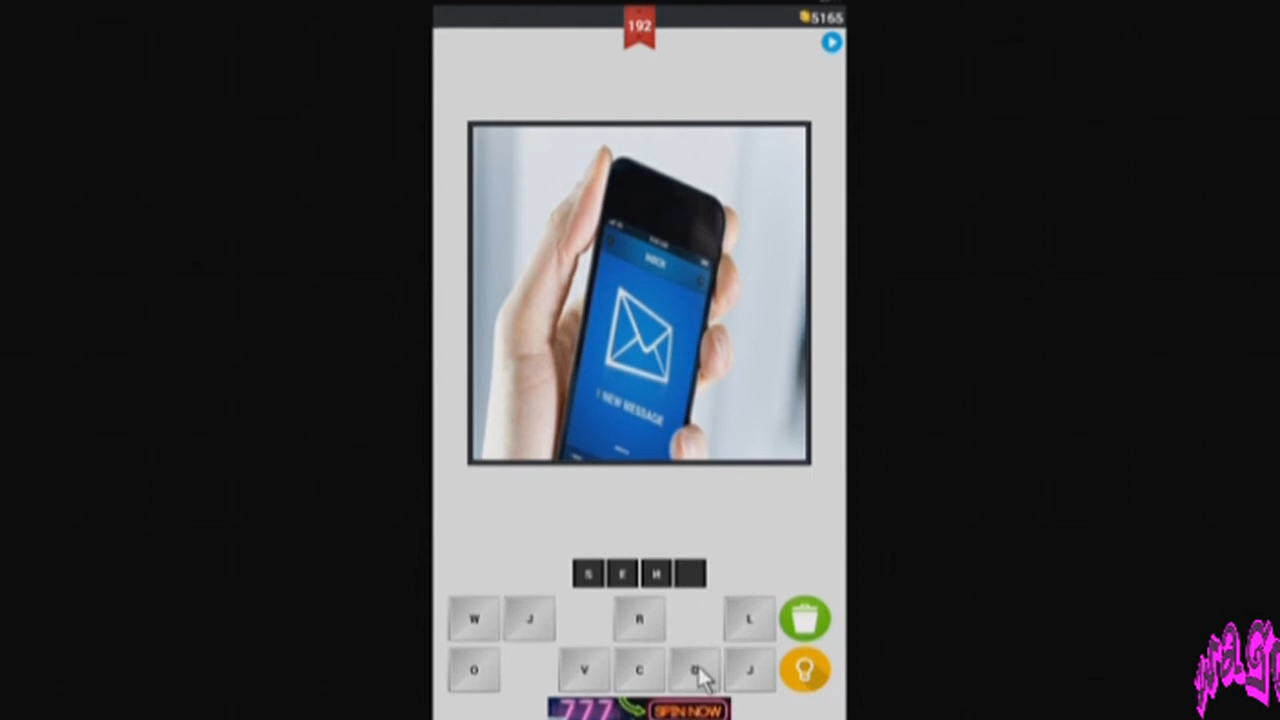 192
5165
INBOX
1 NEW MESSAGE
S E N
W J R L
O V C D J
777 SPIN NOW